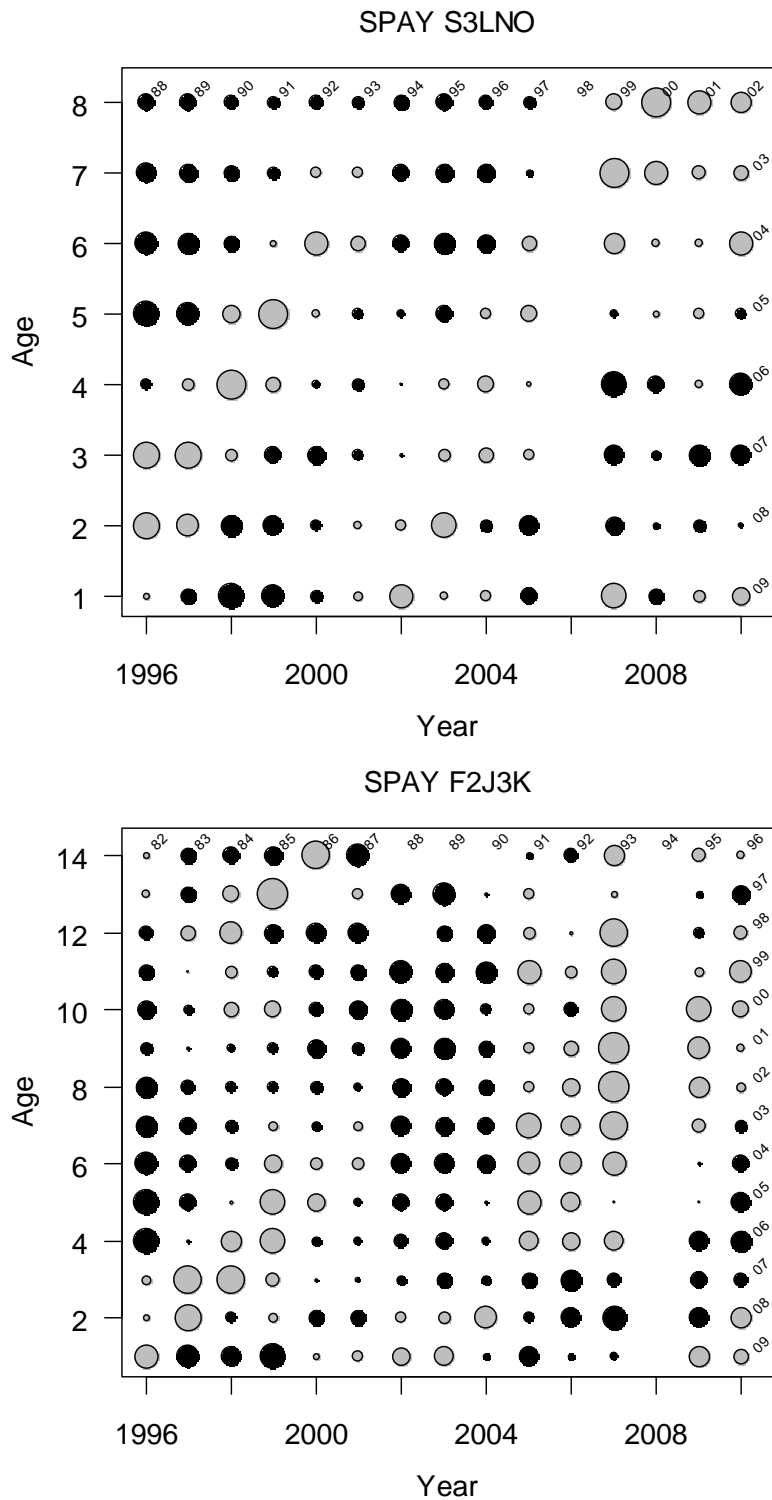 SPAY S3LNO
88 89 90 91 92 93 94 95 96 97 98 99 00 01 02
8
7 03
6 04
5 05
Age
4 06
3 07
2 08
1 09
1996 2000 2004 2008
Year
SPAY F2J3K
82 83 84 85 86 87 88 89 90 91 92 93 94 95 96
14
97
12 98
99
10 00
01
8 02
Age
03
6 04
05
4 06
07
2 08
09
1996 2000 2004 2008
Year